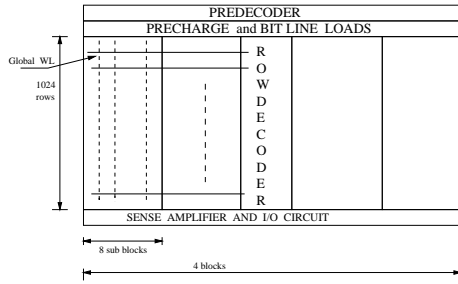 PREDECODER
PRECHARGE and BIT LINE LOADS
Global WL
1024
rows
R
O
W
D
E
C
O
D
E
R
SENSE AMPLIFIER AND I/O CIRCUIT
8 sub blocks
4 blocks